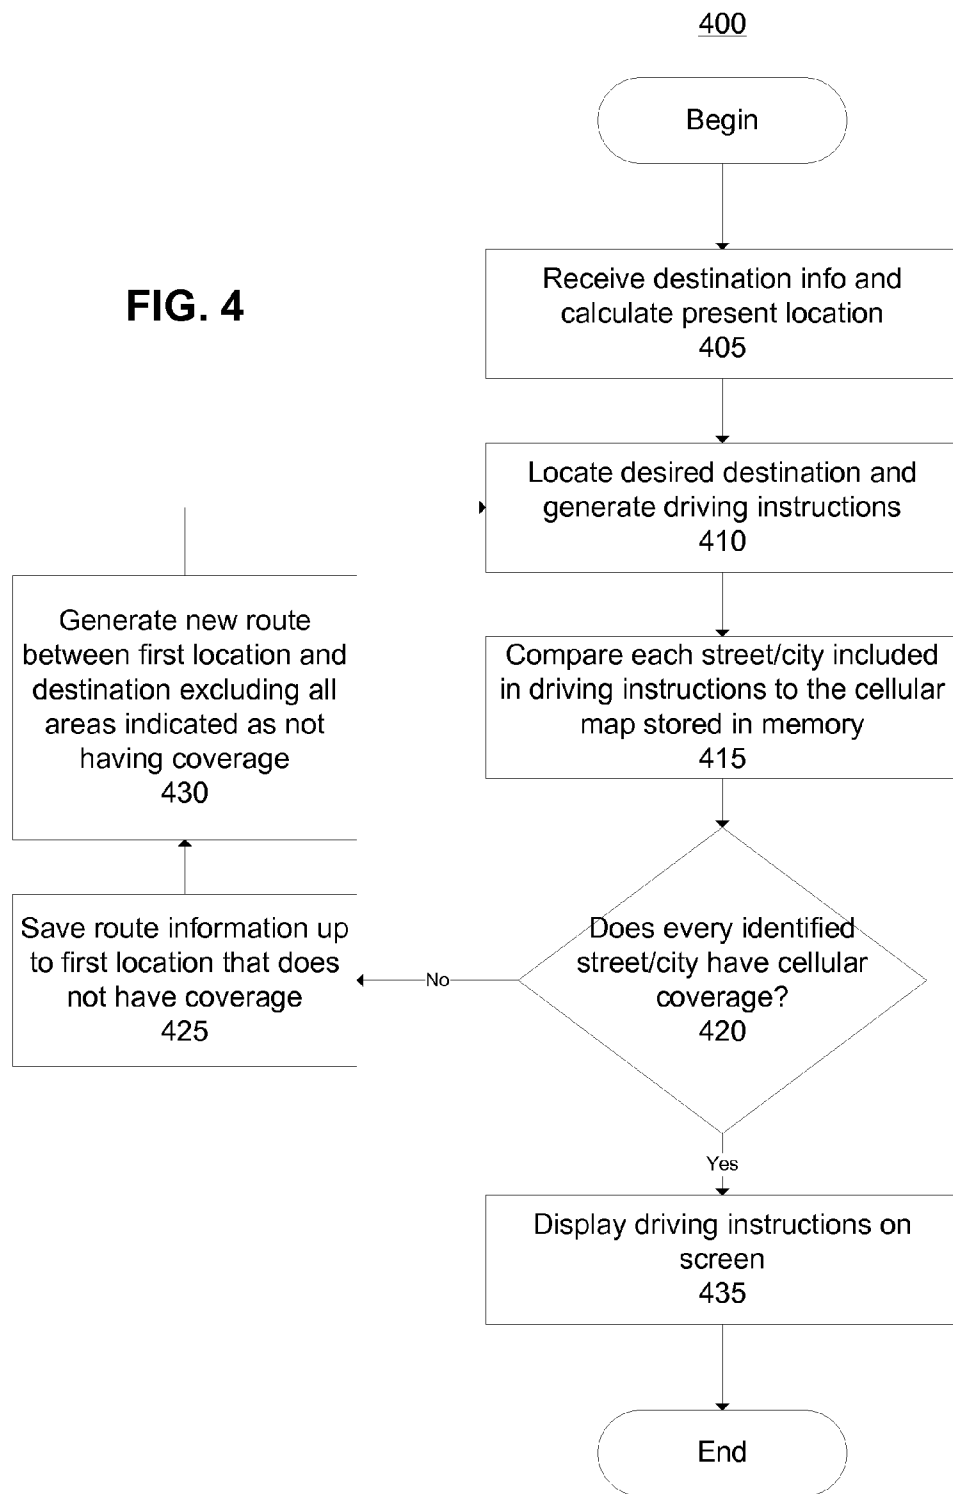 400
Begin
FIG. 4
Receive destination info and
calculate present location
405
Locate desired destination and
generate driving instructions
410
Generate new route
between first location and
destination excluding all
areas indicated as not
having coverage
430
Compare each street/city included
in driving instructions to the cellular
map stored in memory
415
Save route information up
to first location that does
not have coverage
425
No
Does every identified
street/city have cellular
coverage?
420
Yes
Display driving instructions on
screen
435
End